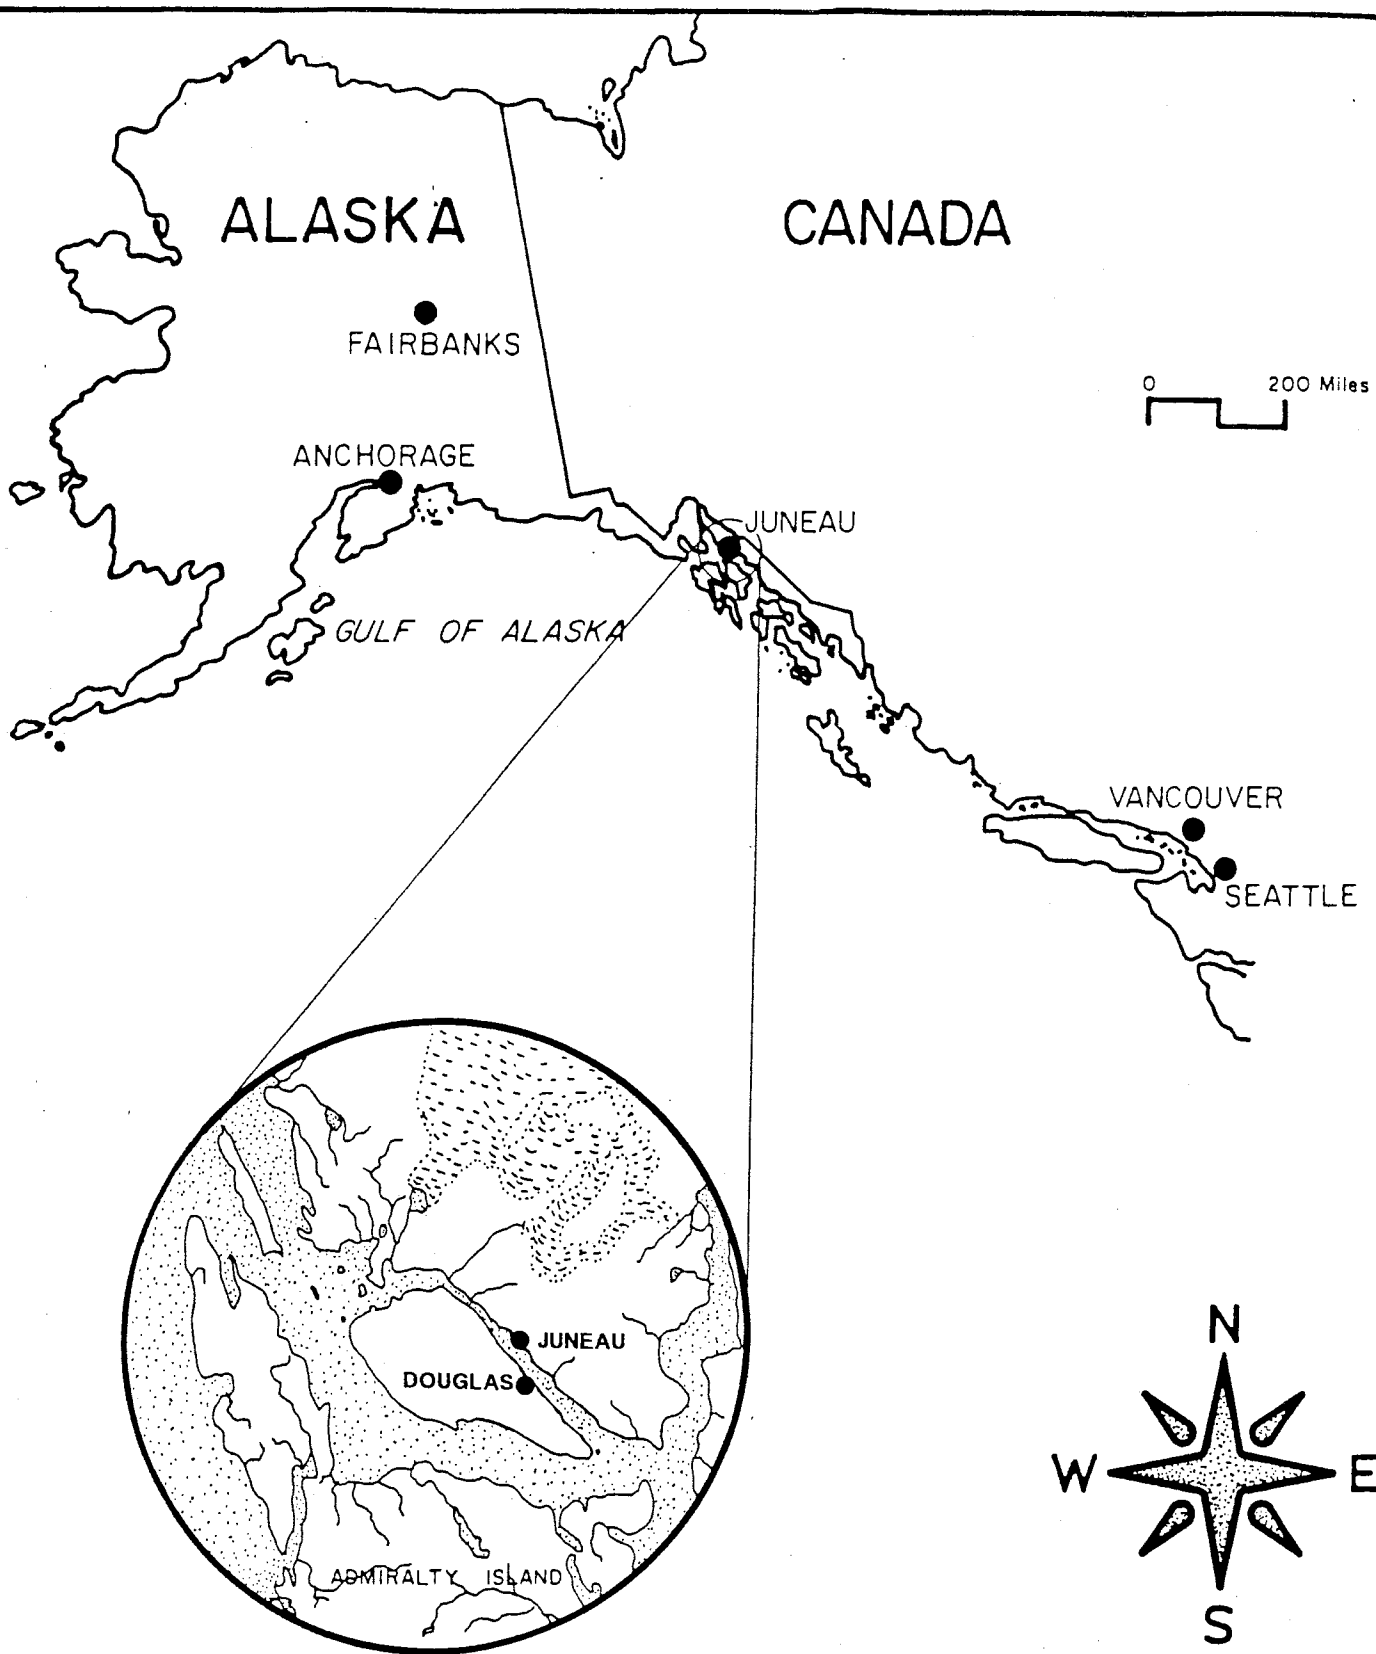 ALASKA
CANADA
FAIRBANKS
0 200 Miles
ANCHORAGE
JUNEAU
GULF OF ALASKA
VANCOUVER
SEATTLE
JUNEAU
DOUGLAS
ADMIRALTY ISLAND
N
W E
S